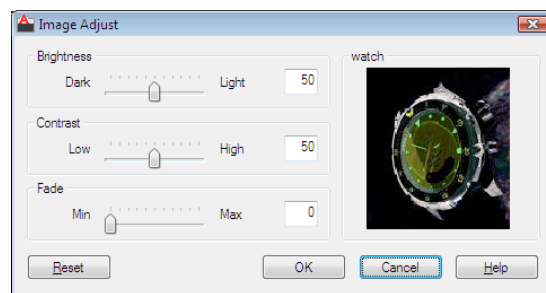 Image Adjust
Brightness
Dark
Light
50
Contrast
Low
High
50
Fade
Min
Max
0
watch
Reset
OK
Cancel
Help